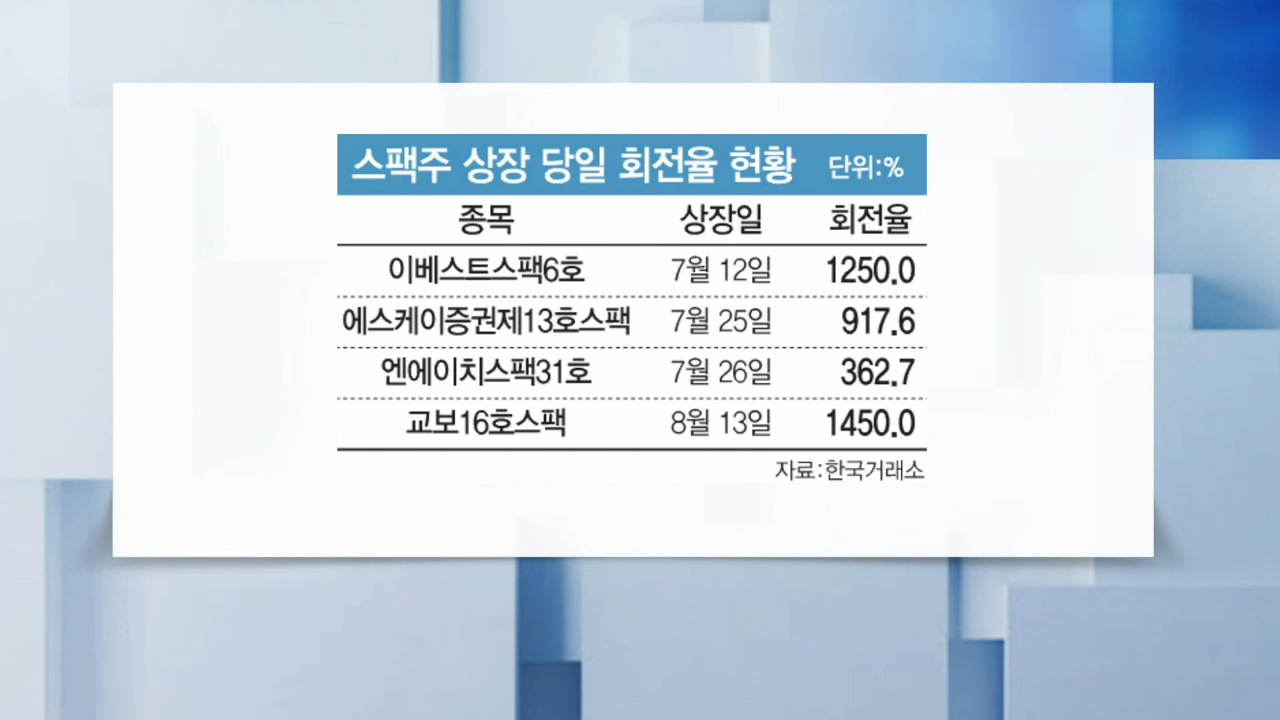 스팩주 상장 당일 회전율 현황 단위:%
종목 상장일 회전율
이베스트스팩6호 7월 12일 1250.0
에스케이증권제13호스팩 7월 25일 917.6
엔에이치스팩31호 7월 26일 362.7
교보16호스팩 8월 13일 1450.0
자료:한국거래소